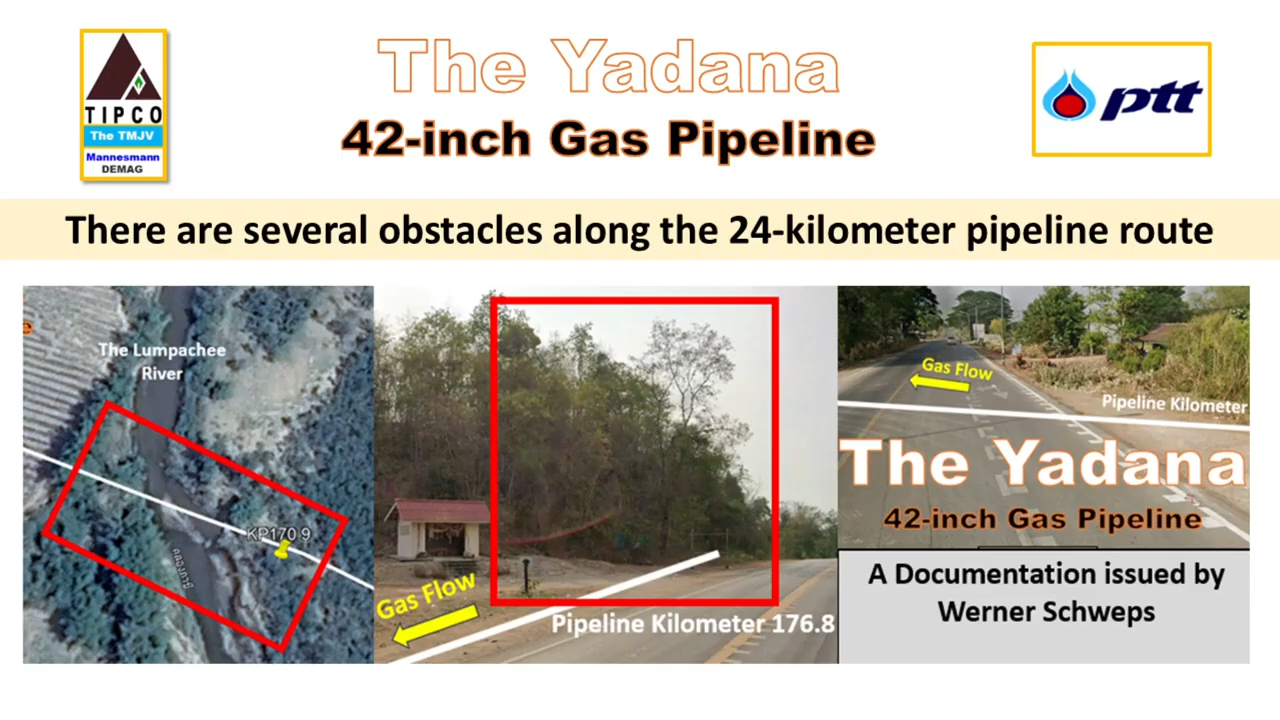 The Yadana
42-inch Gas Pipeline
TIPCO
The TMJV
Mannesmann
DEMAG
ptt
There are several obstacles along the 24-kilometer pipeline route
The Lumpachee
River
KP170.9
Gas Flow
Pipeline Kilometer 176.8
Gas Flow
Pipeline Kilometer
The Yadana
42-inch Gas Pipeline
A Documentation issued by
Werner Schweps